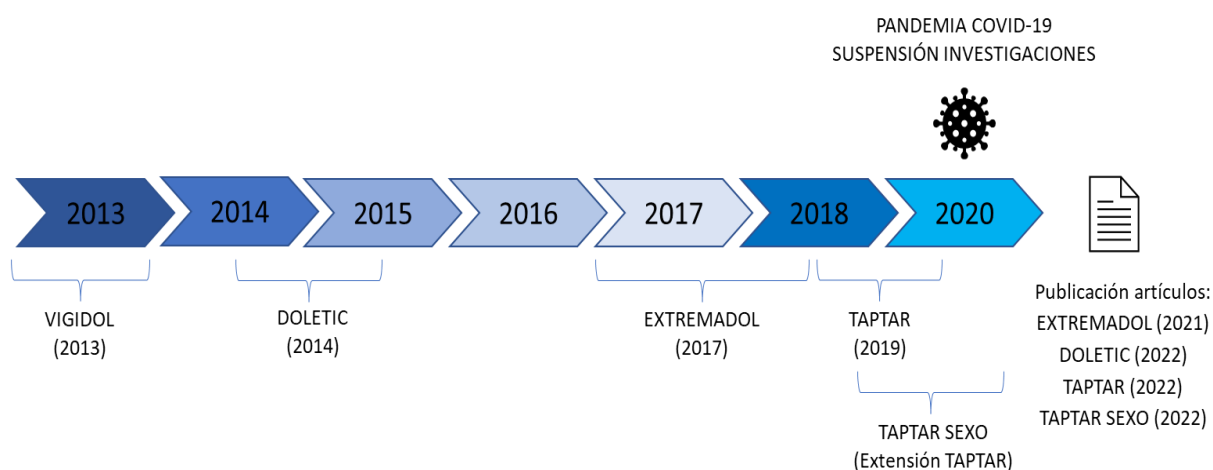 PANDEMIA COVID-19
SUSPENSIÓN INVESTIGACIONES
2013
2014
2015
2016
2017
2018
2020
VIGIDOL
(2013)
DOLETIC
(2014)
EXTREMADOL
(2017)
TAPTAR
(2019)
TAPTAR SEXO
(Extensión TAPTAR)
Publicación artículos:
EXTREMADOL (2021)
DOLETIC (2022)
TAPTAR (2022)
TAPTAR SEXO (2022)